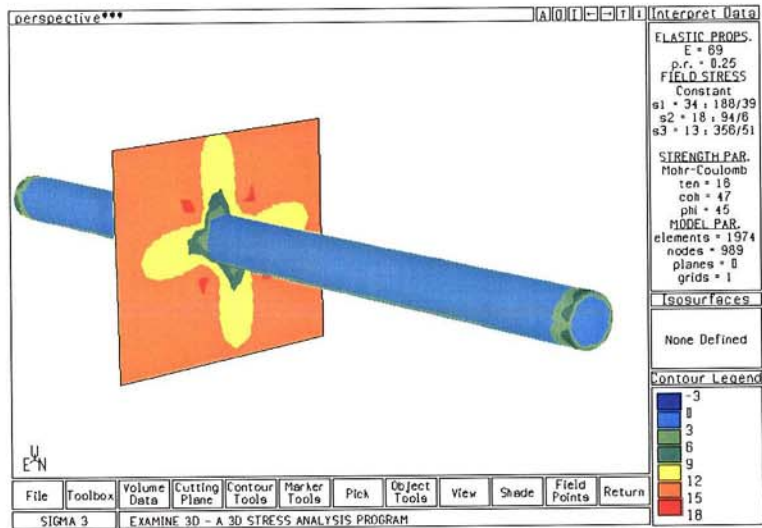 perspective***
A O I ← → ↑ ↕
Interpret Data
ELASTIC PROPS.
E = 69
p.r. = 0.25
FIELD STRESS
Constant
s1 = 34 : 188/39
s2 = 18 : 94/6
s3 = 13 : 356/51
STRENGTH PAR.
Mohr-Coulomb
ten = 16
coh = 47
phi = 45
MODEL PAR.
elements = 1974
nodes = 989
planes = 0
grids = 1
Isosurfaces
None Defined
Contour Legend
-3
0
3
6
9
12
15
18
U
E N
File Toolbox Volume Data Cutting Plane Contour Tools Marker Tools Pick Object Tools View Shade Field Points Return
SIGMA 3 EXAMINE 3D - A 3D STRESS ANALYSIS PROGRAM